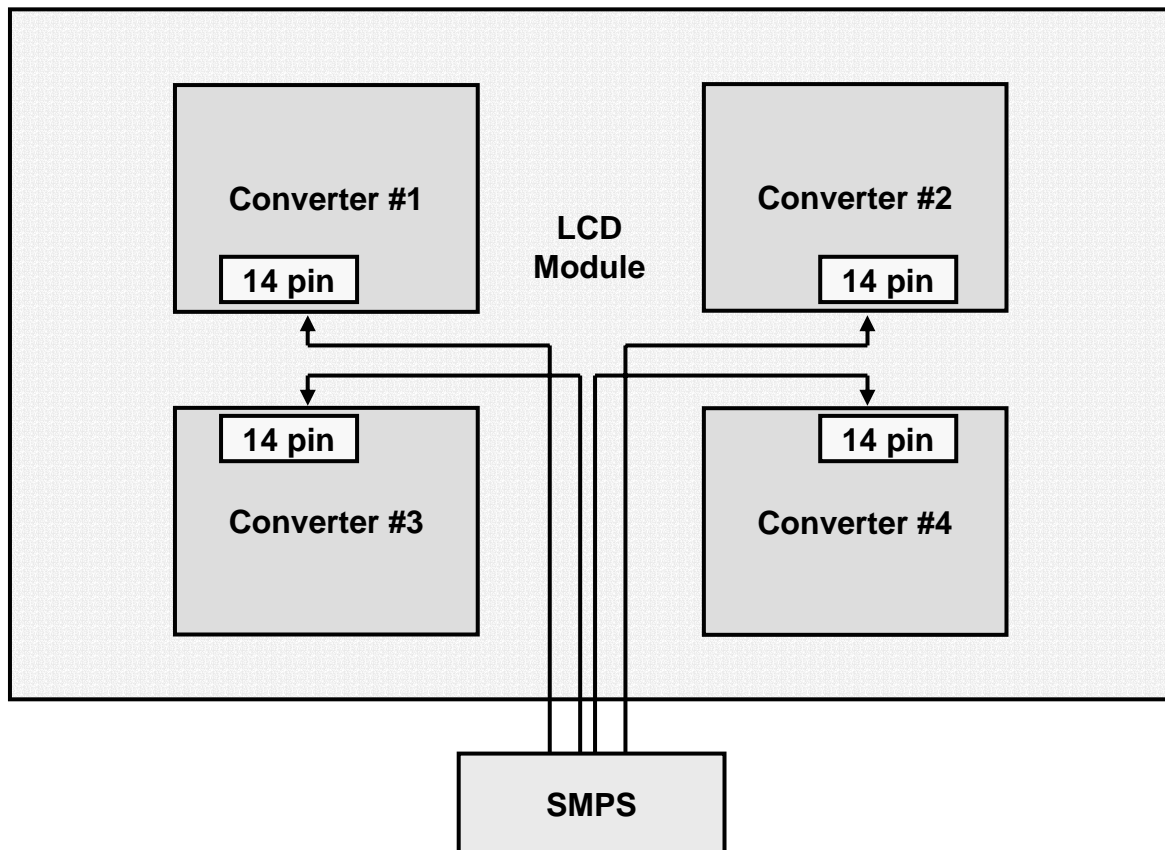 Converter #1
14 pin
LCD
Module
Converter #2
14 pin
14 pin
Converter #3
14 pin
Converter #4
SMPS